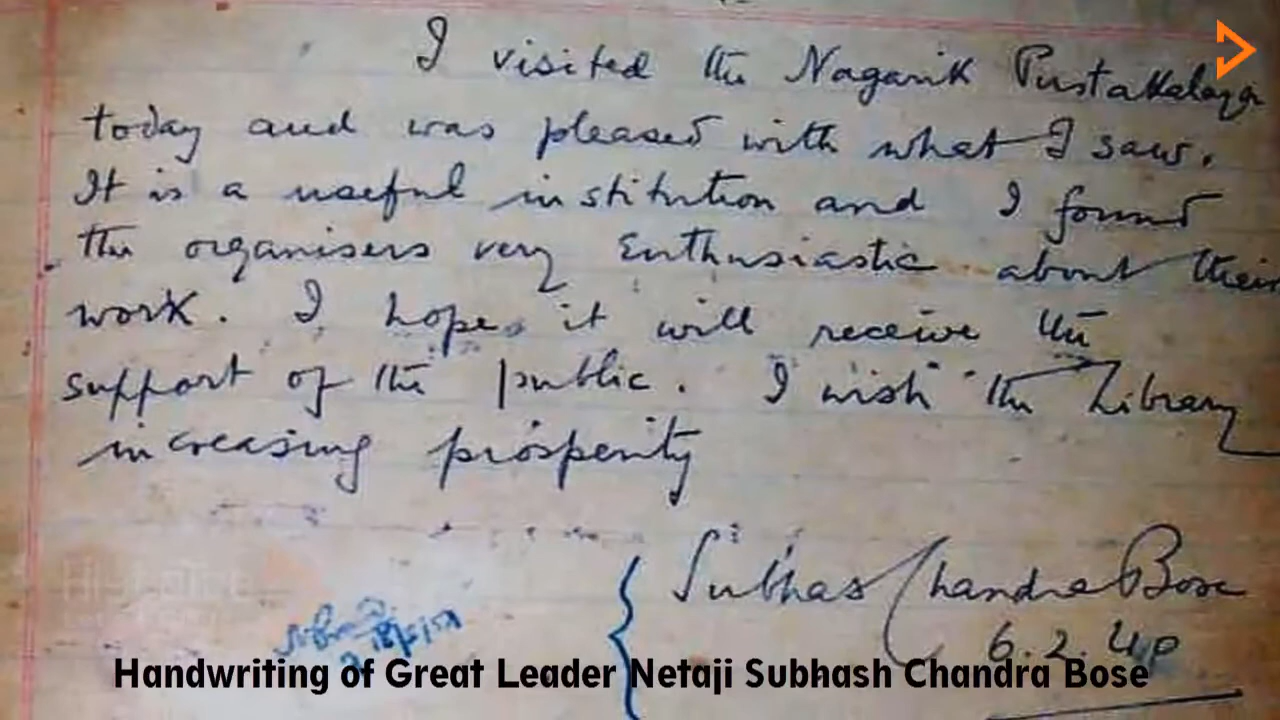 I visited the Nagarik Pustakalaya
today and was pleased with what I saw.
It is a useful institution and I found
the organisers very Enthusiastic about their
work. I hope it will receive the
support of the public. I wish the Library
increasing prosperity
Subhas Chandra Bose
6.2.40
Handwriting of Great Leader Netaji Subhash Chandra Bose